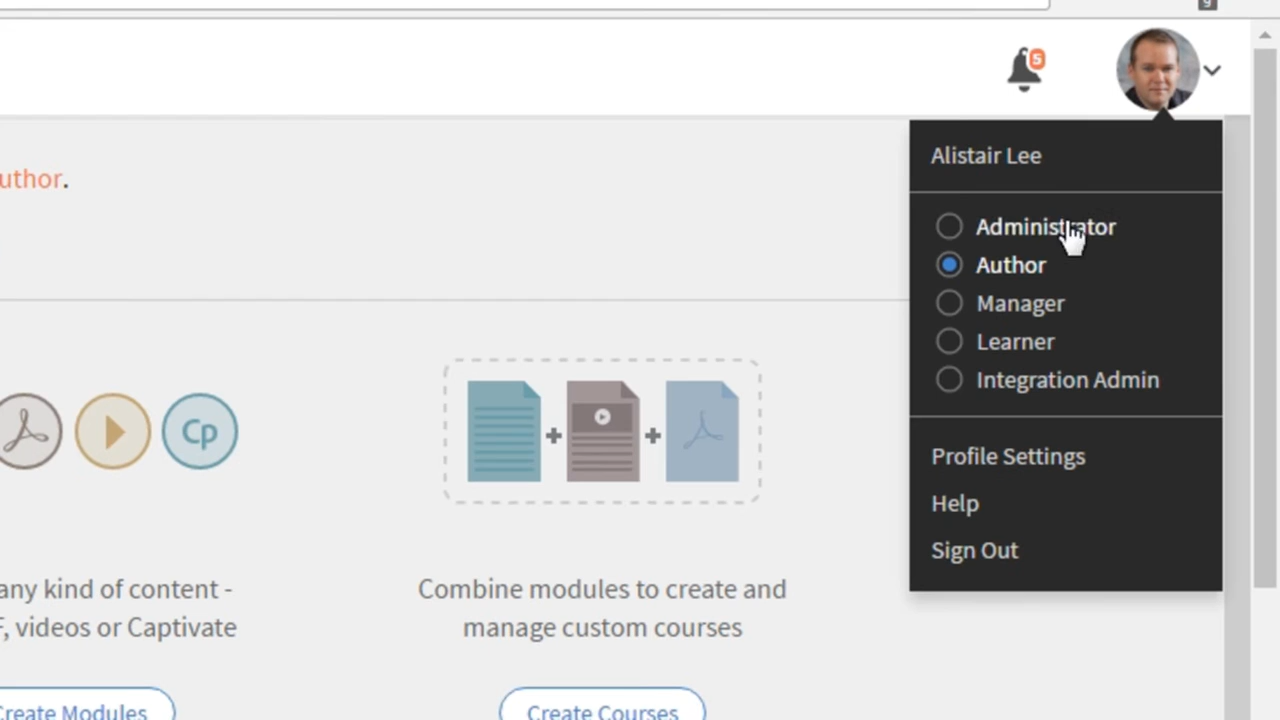 9
5
Alistair Lee
uthor.
Administrator
Author
Manager
Learner
Integration Admin
Profile Settings
Help
Sign Out
Cp
any kind of content -
F, videos or Captivate
Create Modules
Combine modules to create and
manage custom courses
Create Courses